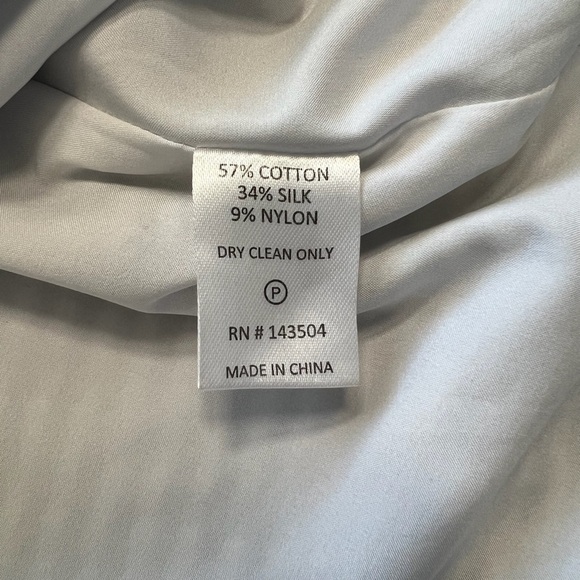 57% COTTON
34% SILK
9% NYLON
DRY CLEAN ONLY
P
RN # 143504
MADE IN CHINA